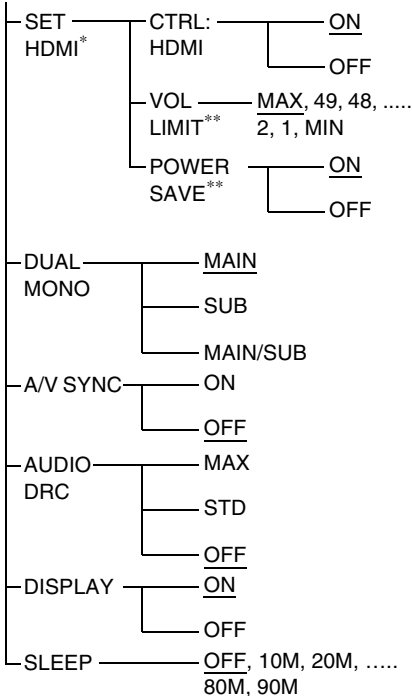 SET HDMI* CTRL: HDMI ON
OFF
VOL LIMIT** MAX, 49, 48, .....
2, 1, MIN
POWER SAVE** ON
OFF
DUAL MONO MAIN
SUB
MAIN/SUB
A/V SYNC ON
OFF
AUDIO DRC MAX
STD
OFF
DISPLAY ON
OFF
SLEEP OFF, 10M, 20M, .....
80M, 90M